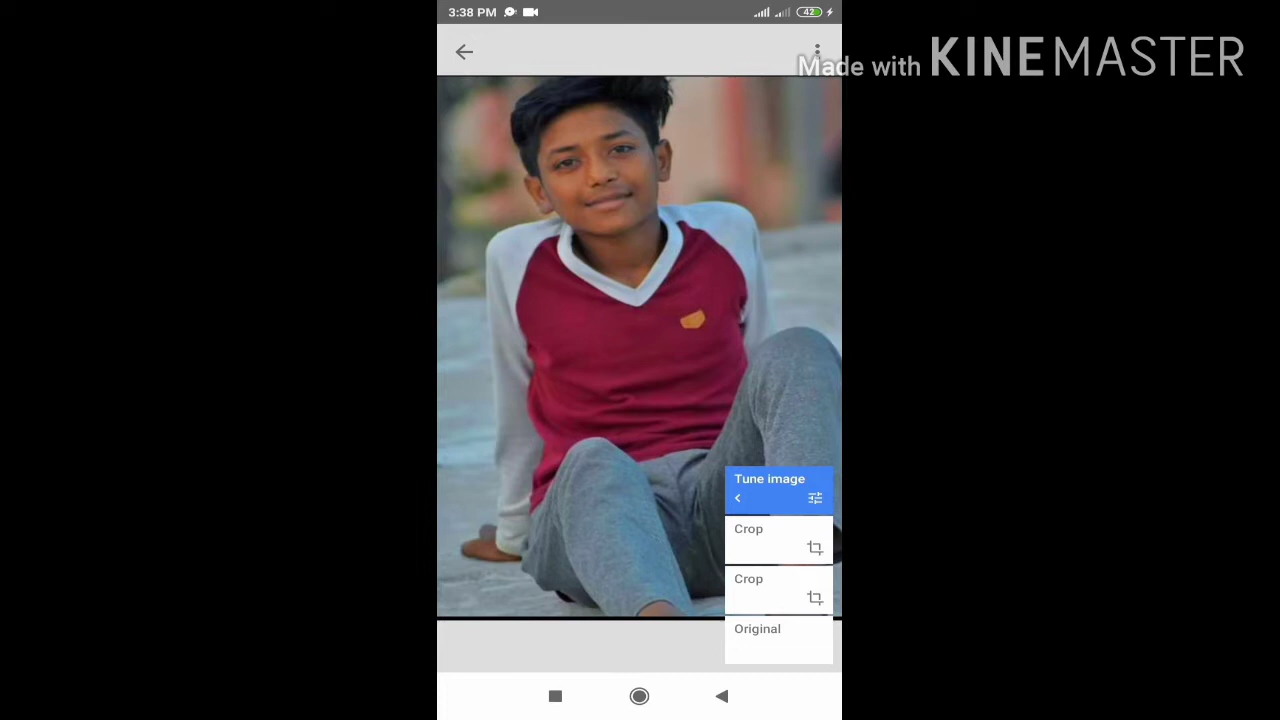 3:38 PM
42
Made with KINEMASTER
Tune image
Crop
Crop
Original